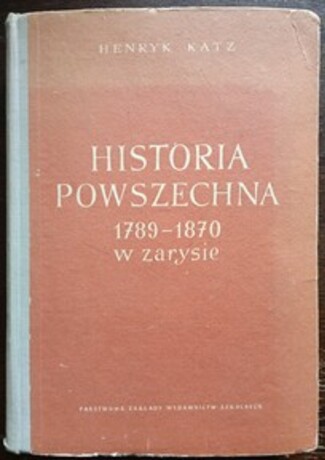 HENRYK KATZ
HISTORIA
POWSZECHNA
1789-1870
w zarysie
PAŃSTWOWE ZAKŁADY WYDAWNICTW SZKOLNYCH